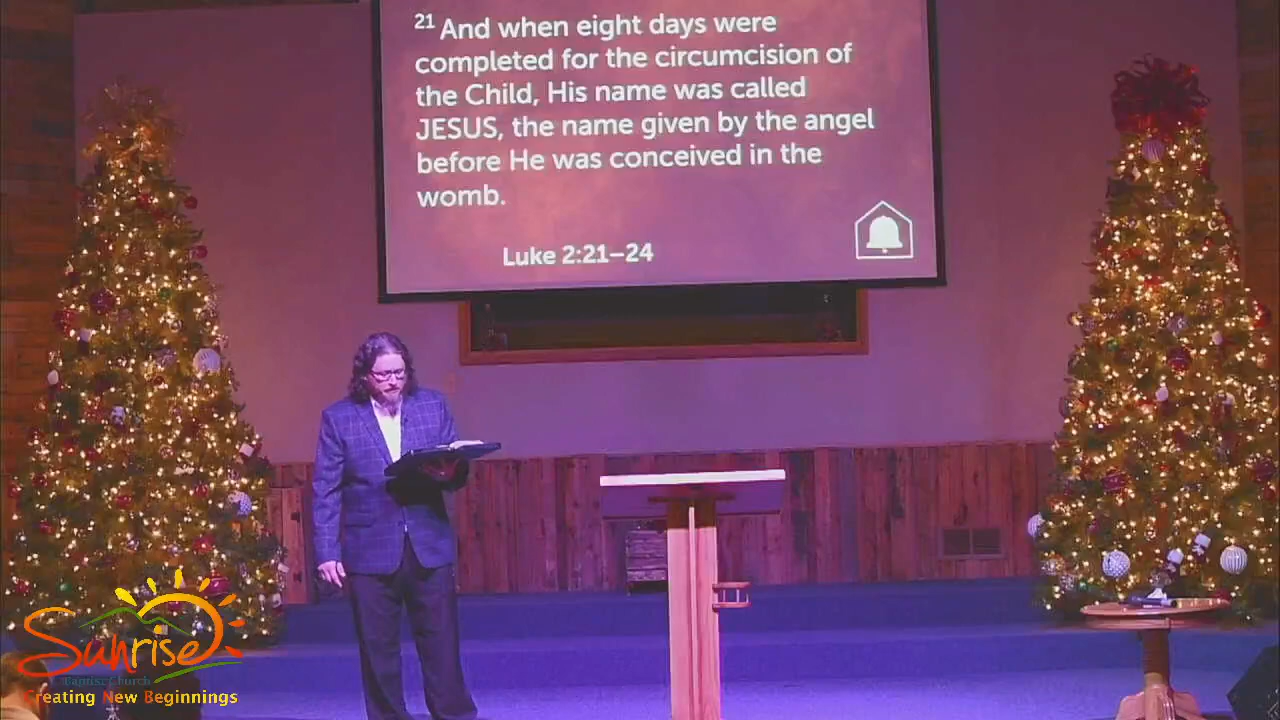 21 And when eight days were
completed for the circumcision of
the Child, His name was called
JESUS, the name given by the angel
before He was conceived in the
womb.
Luke 2:21–24
Sunrise
Baptist Church
Creating New Beginnings